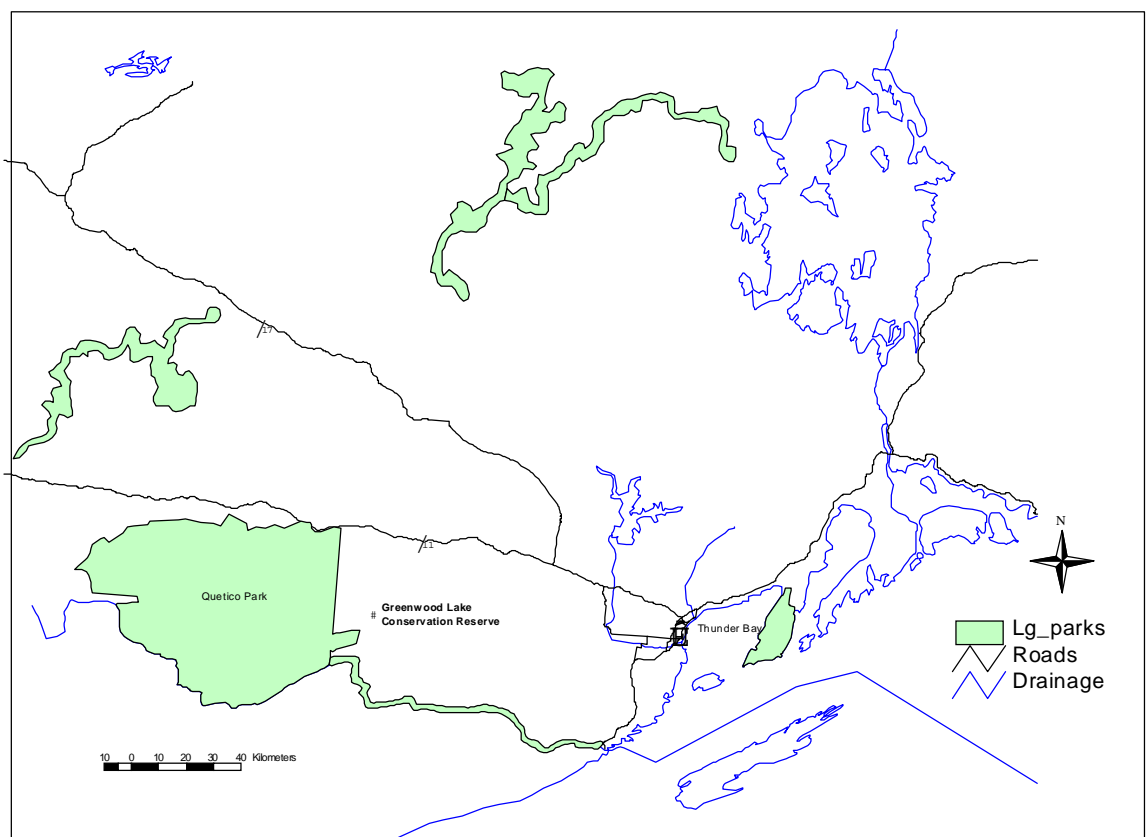 17
11
Quetico Park
# Greenwood Lake
Conservation Reserve
Thunder Bay
N
Lg_parks
Roads
Drainage
10 0 10 20 30 40 Kilometers